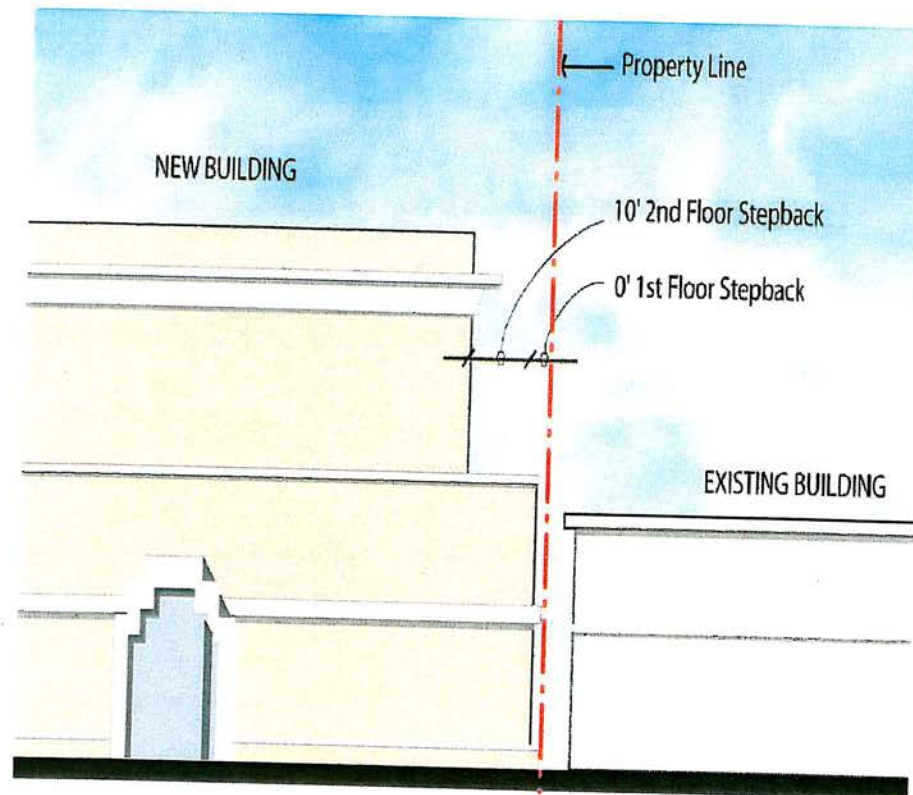 Property Line
NEW BUILDING
10' 2nd Floor Stepback
0' 1st Floor Stepback
EXISTING BUILDING